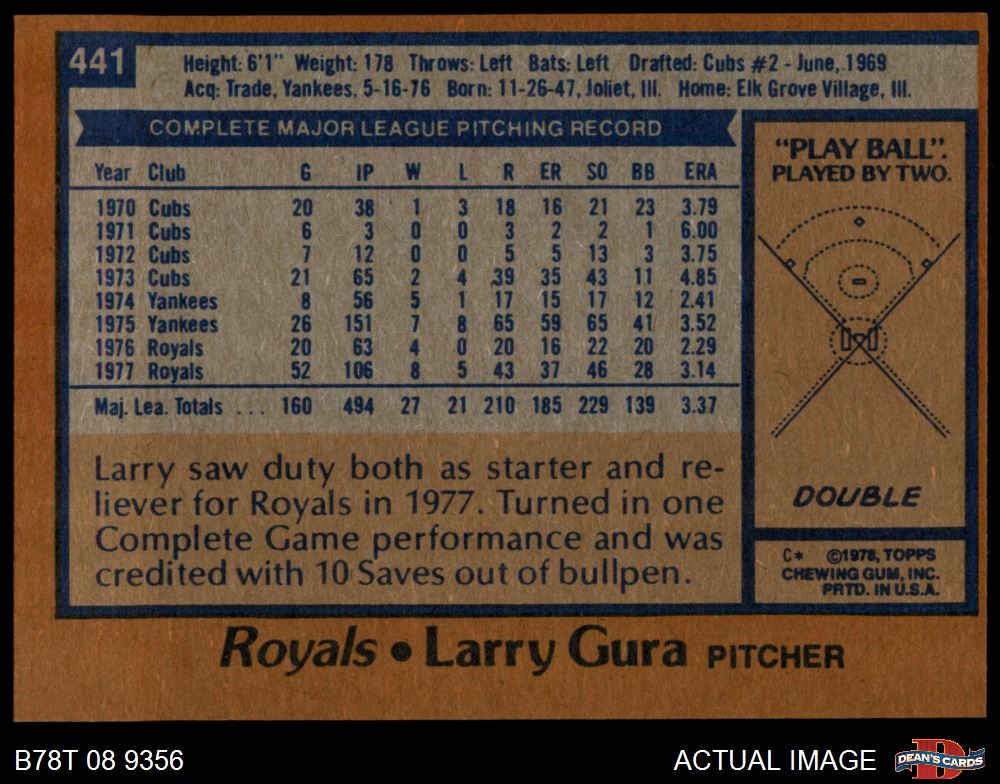 441
Height: 6'1" Weight: 178 Throws: Left Bats: Left Drafted: Cubs #2 - June, 1969
Acq: Trade, Yankees, 5-16-76 Born: 11-26-47, Joliet, Ill. Home: Elk Grove Village, Ill.
COMPLETE MAJOR LEAGUE PITCHING RECORD
Year Club G IP W L R ER SO BB ERA
1970 Cubs 20 38 1 3 18 16 21 23 3.79
1971 Cubs 6 3 0 0 3 2 2 1 6.00
1972 Cubs 7 12 0 0 5 5 13 3 3.75
1973 Cubs 21 65 2 4 39 35 43 11 4.85
1974 Yankees 8 56 5 1 17 15 17 12 2.41
1975 Yankees 26 151 7 8 65 59 65 41 3.52
1976 Royals 20 63 4 0 20 16 22 20 2.29
1977 Royals 52 106 8 5 43 37 46 28 3.14
Maj. Lea. Totals ... 160 494 27 21 210 185 229 139 3.37
Larry saw duty both as starter and re-
liever for Royals in 1977. Turned in one
Complete Game performance and was
credited with 10 Saves out of bullpen.
"PLAY BALL".
PLAYED BY TWO.
DOUBLE
C* ©1978, TOPPS
CHEWING GUM, INC.
PRTD. IN U.S.A.
Royals • Larry Gura PITCHER
B78T 08 9356
ACTUAL IMAGE
D
DEAN'S CARDS